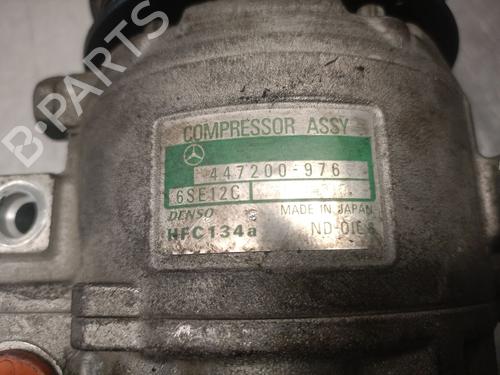 COMPRESSOR ASSY
447200-976
6SE12C
DENSO MADE IN JAPAN
HFC134a ND-OIL8
B-PARTS